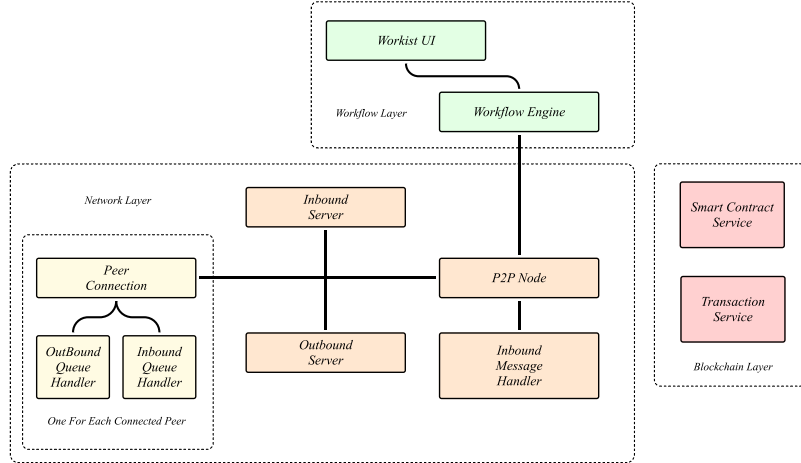 Workist UI
Workflow Layer
Workflow Engine
Network Layer
Inbound
Server
Peer
Connection
P2P Node
OutBound
Queue
Handler
Inbound
Queue
Handler
Outbound
Server
Inbound
Message
Handler
One For Each Connected Peer
Smart Contract
Service
Transaction
Service
Blockchain Layer